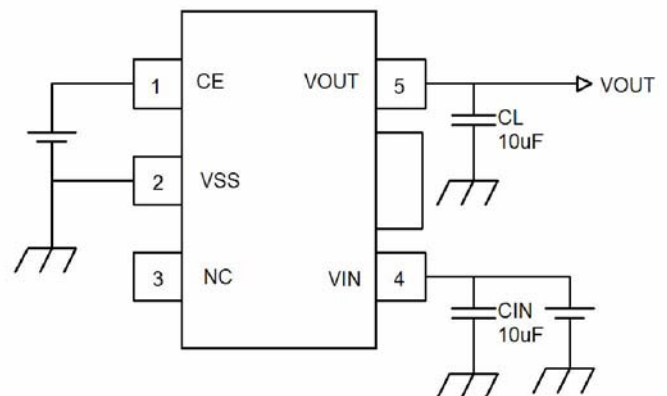 1 CE VOUT 5 VOUT
CL
10uF
2 VSS
3 NC VIN 4
CIN
10uF